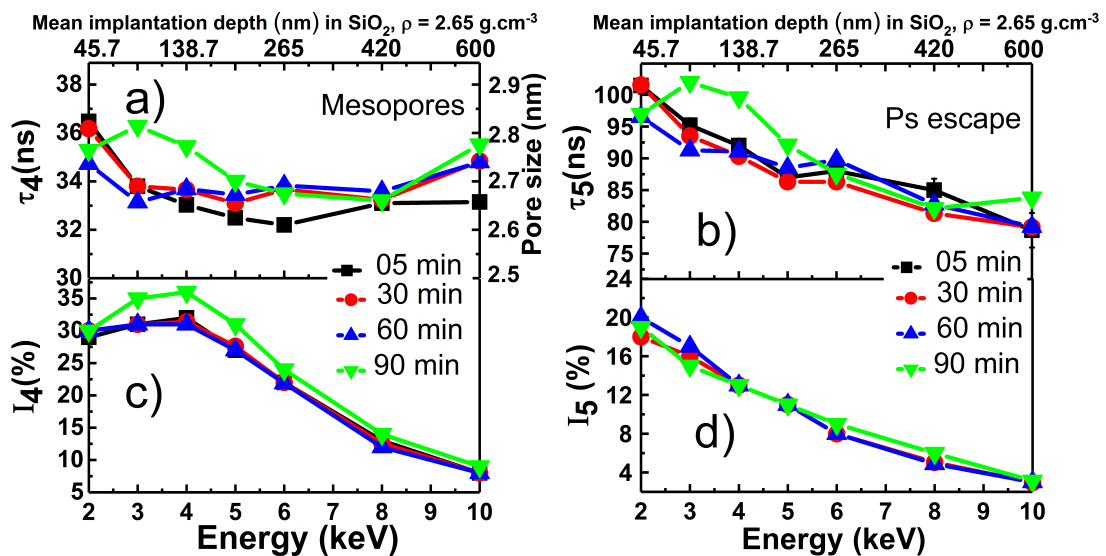 Mean implantation depth (nm) in SiO₂, ρ = 2.65 g.cm⁻³
45.7 138.7 265 420 600
38
36
34
32
30
τ₄(ns)
a)
Mesopores
2.9
2.8
2.7
2.6
2.5
Pore size (nm)
05 min
30 min
60 min
90 min
35
30
25
20
15
10
5
I₄(%)
c)
2 3 4 5 6 7 8 9 10
Energy (keV)
Mean implantation depth (nm) in SiO₂, ρ = 2.65 g.cm⁻³
45.7 138.7 265 420 600
100
95
90
85
80
75
τ₅(ns)
b)
Ps escape
05 min
30 min
60 min
90 min
24
20
16
12
8
4
I₅ (%)
d)
2 3 4 5 6 7 8 9 10
Energy (keV)